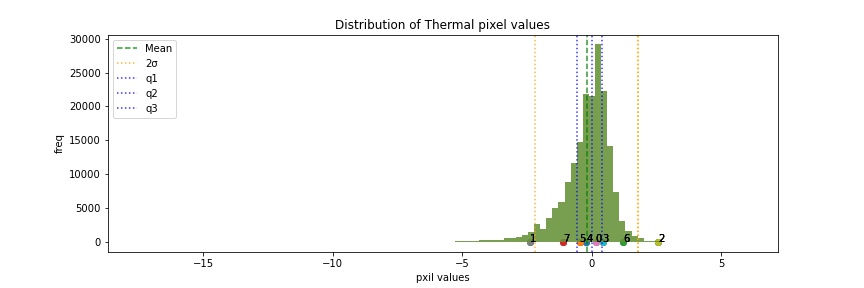 Distribution of Thermal pixel values
30000
25000
20000
15000
10000
5000
0
freq
Mean
2σ
q1
q2
q3
1 7 5 4 0 3 6 2
−15 −10 −5 0 5
pxil values